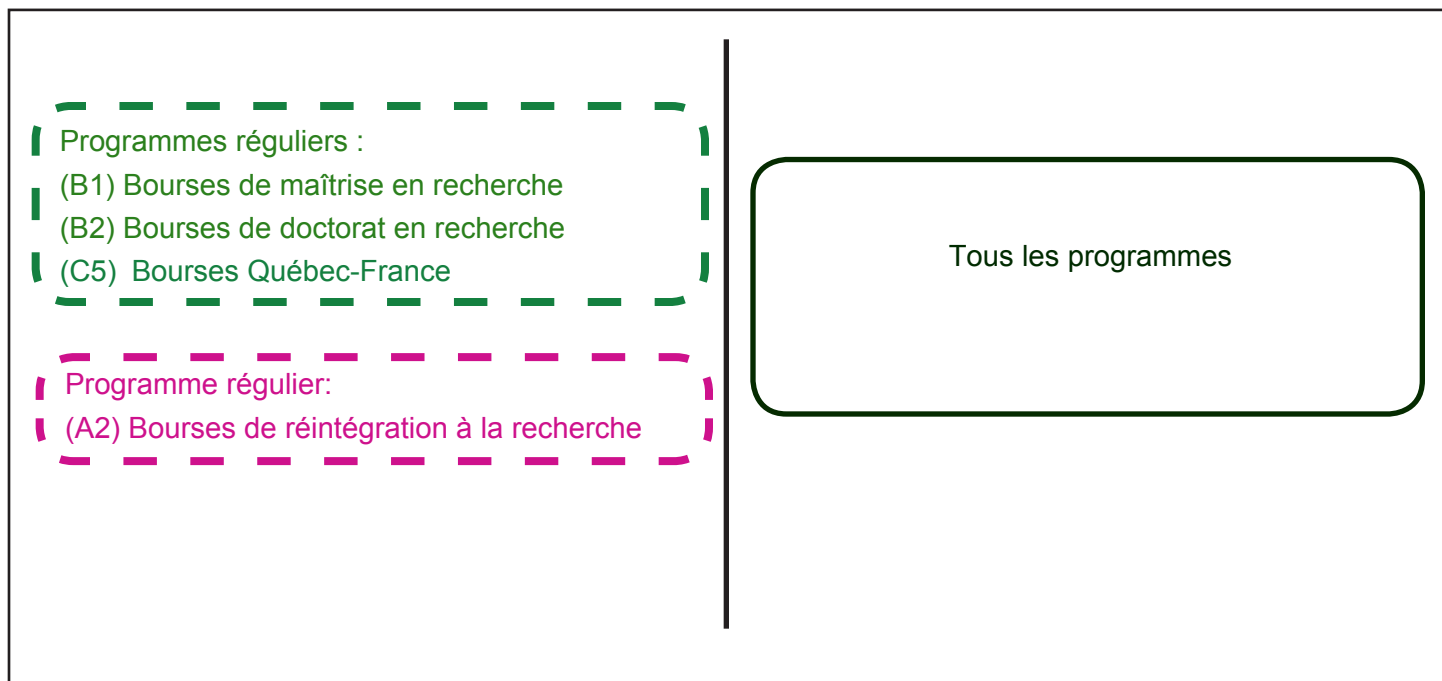 Programmes réguliers :
(B1) Bourses de maîtrise en recherche
(B2) Bourses de doctorat en recherche
(C5) Bourses Québec-France
Programme régulier:
(A2) Bourses de réintégration à la recherche
Tous les programmes